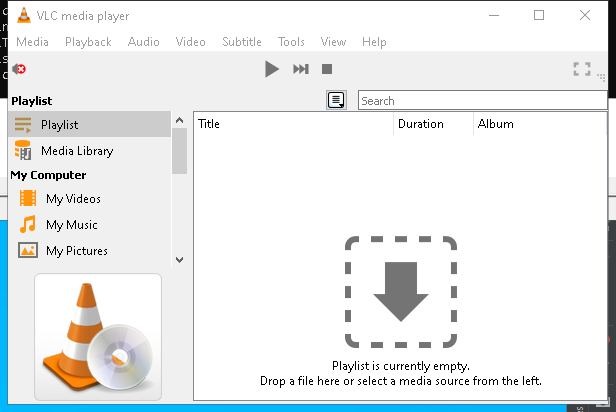 VLC media player
Media Playback Audio Video Subtitle Tools View Help
Playlist
Search
Playlist
Media Library
My Computer
My Videos
My Music
My Pictures
Title Duration Album
Playlist is currently empty.
Drop a file here or select a media source from the left.